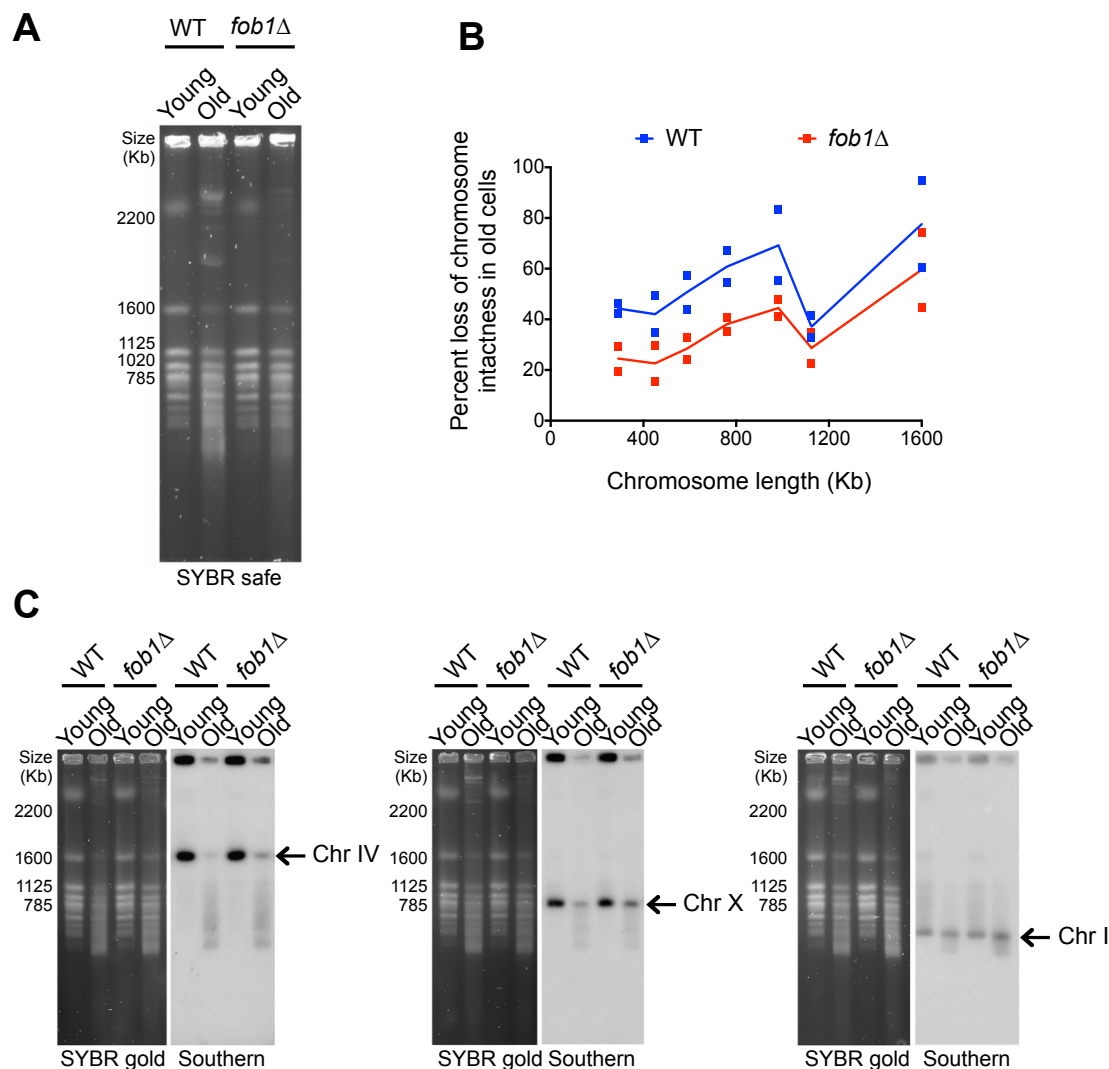 A
WT fob1Δ
Young Old Young Old
Size
(Kb)
2200
1600
1125
1020
785
SYBR safe
B
WT fob1Δ
Percent loss of chromosome
intactness in old cells
100
80
60
40
20
0
0 400 800 1200 1600
Chromosome length (Kb)
C
WT fob1Δ WT fob1Δ
Young Old Young Old Young Old Young Old
Size
(Kb)
2200
1600
1125
785
Chr IV
SYBR gold Southern
WT fob1Δ WT fob1Δ
Young Old Young Old Young Old Young Old
Size
(Kb)
2200
1600
1125
785
Chr X
SYBR gold Southern
WT fob1Δ WT fob1Δ
Young Old Young Old Young Old Young Old
Size
(Kb)
2200
1600
1125
785
Chr I
SYBR gold Southern